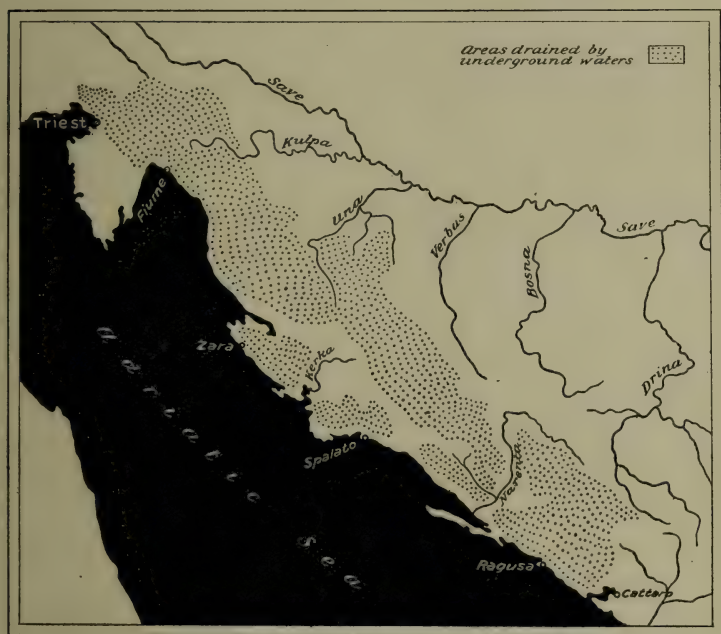 Areas drained by
underground waters
Save
Triest
Kulpa
Fiume
Una
Verbus
Bosna
Save
Zara
Kerka
Drina
Adriatic Sea
Spalato
Narenta
Ragusa
Cattaro